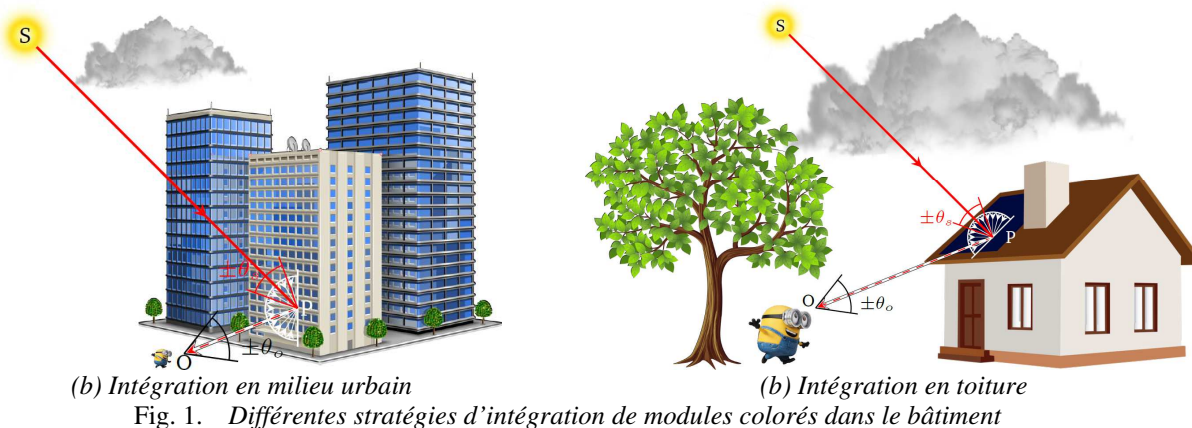 S
S
±θₛ
P
O
±θₒ
±θₛ
P
O
±θₒ
(b) Intégration en milieu urbain
(b) Intégration en toiture
Fig. 1. Différentes stratégies d'intégration de modules colorés dans le bâtiment